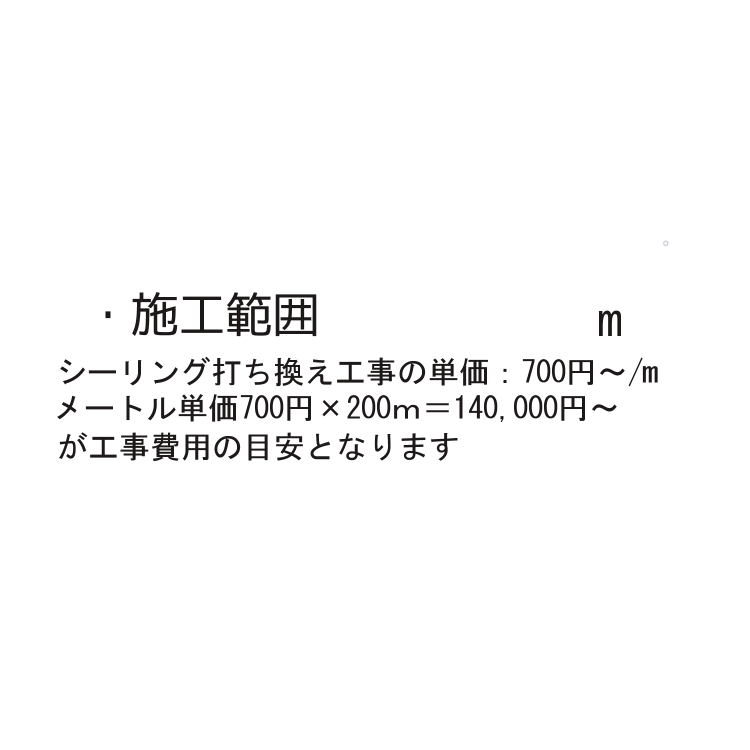 。
・施工範囲 m
シーリング打ち換え工事の単価：700円～/m
メートル単価700円×200ｍ＝140,000円～
が工事費用の目安となります